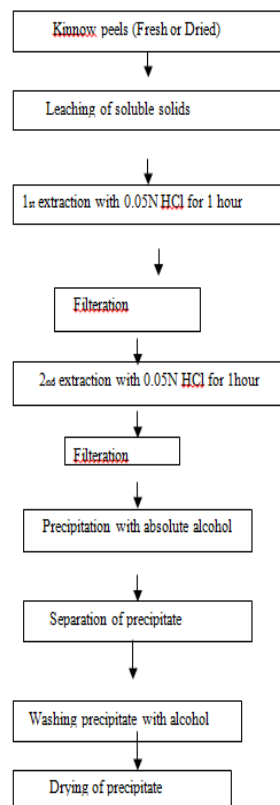 Kinnow peels (Fresh or Dried)
Leaching of soluble solids
1st extraction with 0.05N HCl for 1 hour
Filteration
2nd extraction with 0.05N HCl for 1hour
Filteration
Precipitation with absolute alcohol
Separation of precipitate
Washing precipitate with alcohol
Drying of precipitate